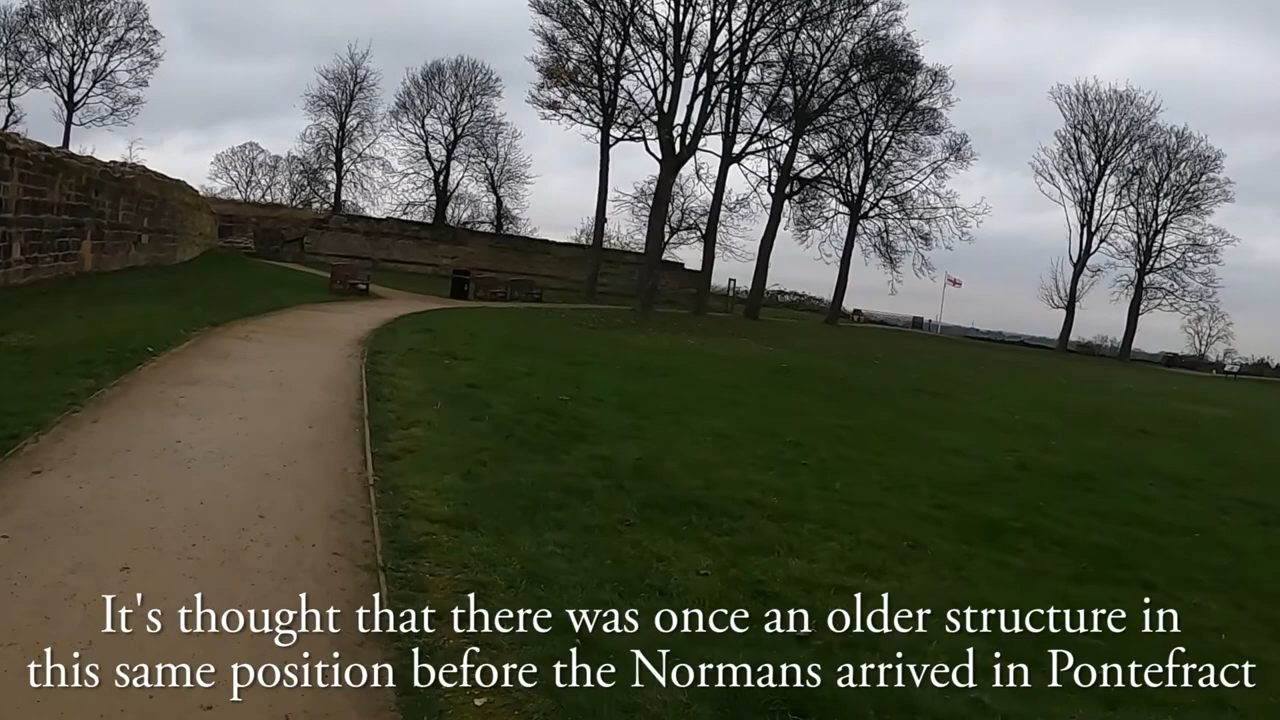 It's thought that there was once an older structure in
this same position before the Normans arrived in Pontefract